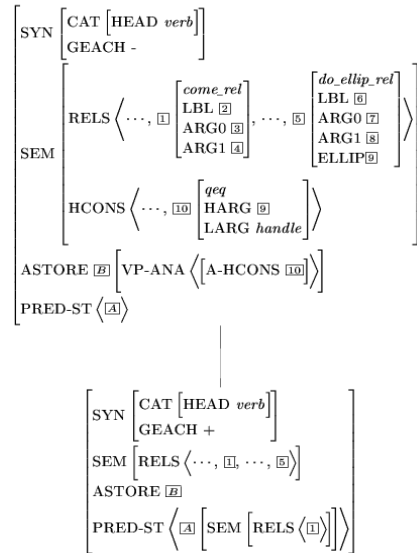 SYN [CAT [HEAD verb]
GEACH -]
SEM [RELS ⟨⋯, [1] [come_rel
LBL [2]
ARG0 [3]
ARG1 [4]], ⋯, [5] [do_ellip_rel
LBL [6]
ARG0 [7]
ARG1 [8]
ELLIP[9]]⟩
HCONS ⟨⋯, [10] [qeq
HARG [9]
LARG handle]⟩]
ASTORE [B] [VP-ANA ⟨[A-HCONS [10]]⟩]
PRED-ST ⟨[A]⟩
SYN [CAT [HEAD verb]
GEACH +]
SEM [RELS ⟨⋯, [1], ⋯, [5]⟩]
ASTORE [B]
PRED-ST ⟨[A] [SEM [RELS ⟨[1]⟩]]⟩